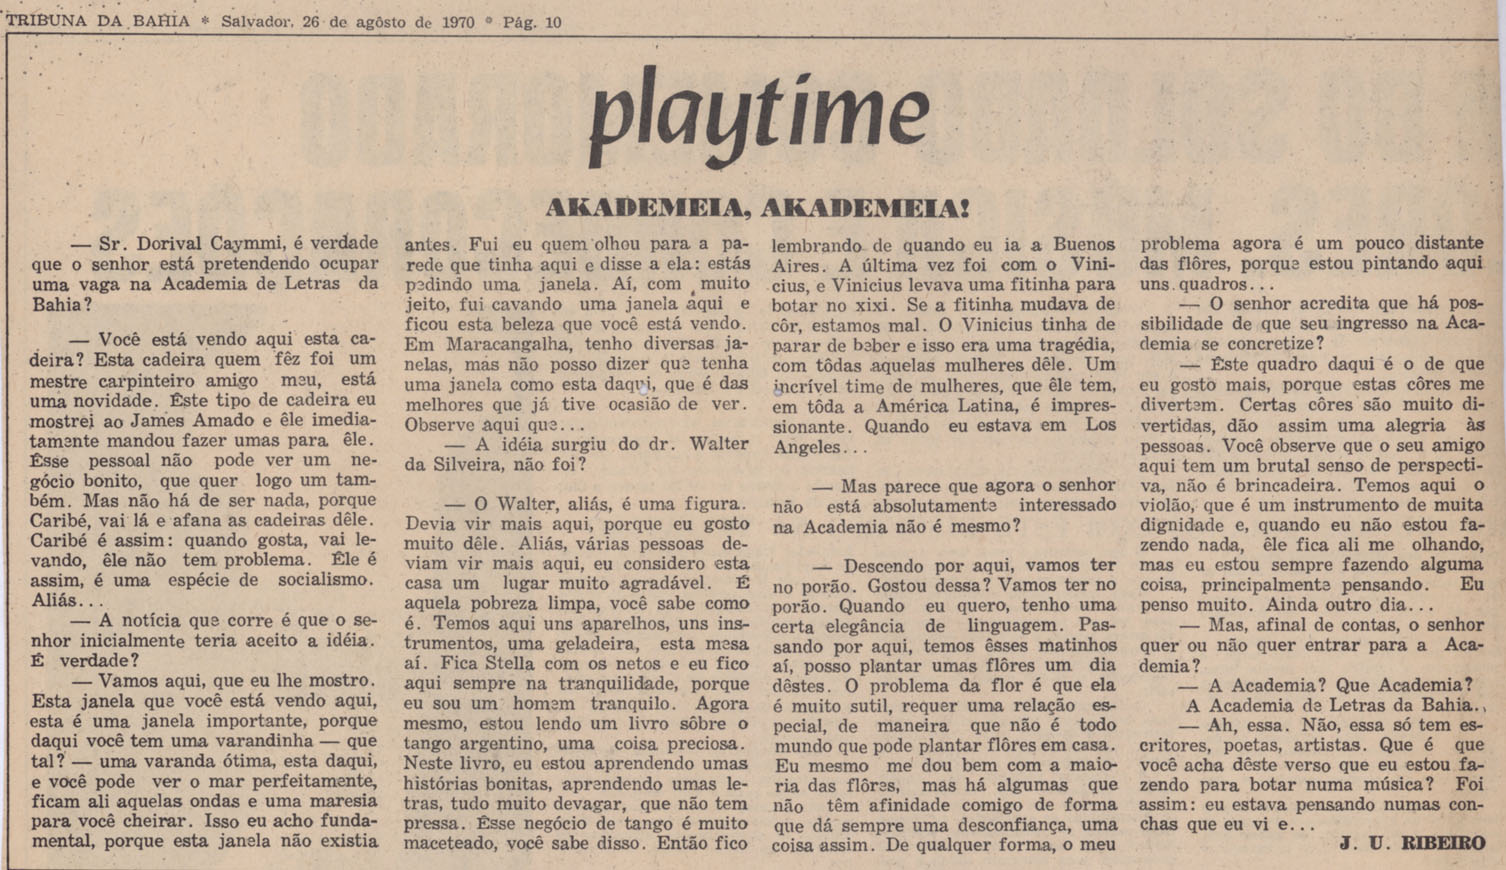 TRIBUNA DA BAHIA * Salvador, 26 de agôsto de 1970 * Pág. 10
playtime
AKADEMEIA, AKADEMEIA!
— Sr. Dorival Caymmi, é verdade
que o senhor está pretendendo ocupar
uma vaga na Academia de Letras da
Bahia?
— Você está vendo aqui esta ca-
deira? Esta cadeira quem fêz foi um
mestre carpinteiro amigo meu, está
uma novidade. Êste tipo de cadeira eu
mostrei ao James Amado e êle imedia-
tamente mandou fazer umas para êle.
Êsse pessoal não pode ver um ne-
gócio bonito, que quer logo um tam-
bém. Mas não há de ser nada, porque
Caribé, vai lá e afana as cadeiras dêle.
Caribé é assim: quando gosta, vai le-
vando, êle não tem problema. Êle é
assim, é uma espécie de socialismo.
Aliás...
— A notícia que corre é que o se-
nhor inicialmente teria aceito a idéia.
É verdade?
— Vamos aqui, que eu lhe mostro.
Esta janela que você está vendo aqui,
esta é uma janela importante, porque
daqui você tem uma varandinha — que
tal? — uma varanda ótima, esta daqui,
e você pode ver o mar perfeitamente,
ficam ali aquelas ondas e uma maresia
para você cheirar. Isso eu acho funda-
mental, porque esta janela não existia
antes. Fui eu quem olhou para a pa-
rede que tinha aqui e disse a ela: estás
pedindo uma janela. Aí, com muito
jeito, fui cavando uma janela aqui e
ficou esta beleza que você está vendo.
Em Maracangalha, tenho diversas ja-
nelas, mas não posso dizer que tenha
uma janela como esta daqui, que é das
melhores que já tive ocasião de ver.
Observe aqui que...
— A idéia surgiu do dr. Walter
da Silveira, não foi?
— O Walter, aliás, é uma figura.
Devia vir mais aqui, porque eu gosto
muito dêle. Aliás, várias pessoas de-
viam vir mais aqui, eu considero esta
casa um lugar muito agradável. É
aquela pobreza limpa, você sabe como
é. Temos aqui uns aparelhos, uns ins-
trumentos, uma geladeira, esta mesa
aí. Fica Stella com os netos e eu fico
aqui sempre na tranquilidade, porque
eu sou um homem tranquilo. Agora
mesmo, estou lendo um livro sôbre o
tango argentino, uma coisa preciosa.
Neste livro, eu estou aprendendo umas
histórias bonitas, aprendendo umas le-
tras, tudo muito devagar, que não tem
pressa. Êsse negócio de tango é muito
maceteado, você sabe disso. Então fico
lembrando de quando eu ia a Buenos
Aires. A última vez foi com o Vini-
cius, e Vinicius levava uma fitinha para
botar no xixi. Se a fitinha mudava de
côr, estamos mal. O Vinicius tinha de
parar de beber e isso era uma tragédia,
com tôdas aquelas mulheres dêle. Um
incrível time de mulheres, que êle tem,
em tôda a América Latina, é impres-
sionante. Quando eu estava em Los
Angeles...
— Mas parece que agora o senhor
não está absolutamente interessado
na Academia não é mesmo?
— Descendo por aqui, vamos ter
no porão. Gostou dessa? Vamos ter no
porão. Quando eu quero, tenho uma
certa elegância de linguagem. Pas-
sando por aqui, temos êsses matinhos
aí, posso plantar umas flôres um dia
dêstes. O problema da flor é que ela
é muito sutil, requer uma relação es-
pecial, de maneira que não é todo
mundo que pode plantar flôres em casa.
Eu mesmo me dou bem com a maio-
ria das flôres, mas há algumas que
não têm afinidade comigo de forma
que dá sempre uma desconfiança, uma
coisa assim. De qualquer forma, o meu
problema agora é um pouco distante
das flôres, porque estou pintando aqui
uns quadros...
— O senhor acredita que há pos-
sibilidade de que seu ingresso na Aca-
demia se concretize?
— Êste quadro daqui é o de que
eu gosto mais, porque estas côres me
divertem. Certas côres são muito di-
vertidas, dão assim uma alegria às
pessoas. Você observe que o seu amigo
aqui tem um brutal senso de perspecti-
va, não é brincadeira. Temos aqui o
violão, que é um instrumento de muita
dignidade e, quando eu não estou fa-
zendo nada, êle fica ali me olhando,
mas eu estou sempre fazendo alguma
coisa, principalmente pensando. Eu
penso muito. Ainda outro dia...
— Mas, afinal de contas, o senhor
quer ou não quer entrar para a Aca-
demia?
— A Academia? Que Academia?
A Academia de Letras da Bahia..
— Ah, essa. Não, essa só tem es-
critores, poetas, artistas. Que é que
você acha dêste verso que eu estou fa-
zendo para botar numa música? Foi
assim: eu estava pensando numas con-
chas que eu vi e...
J. U. RIBEIRO